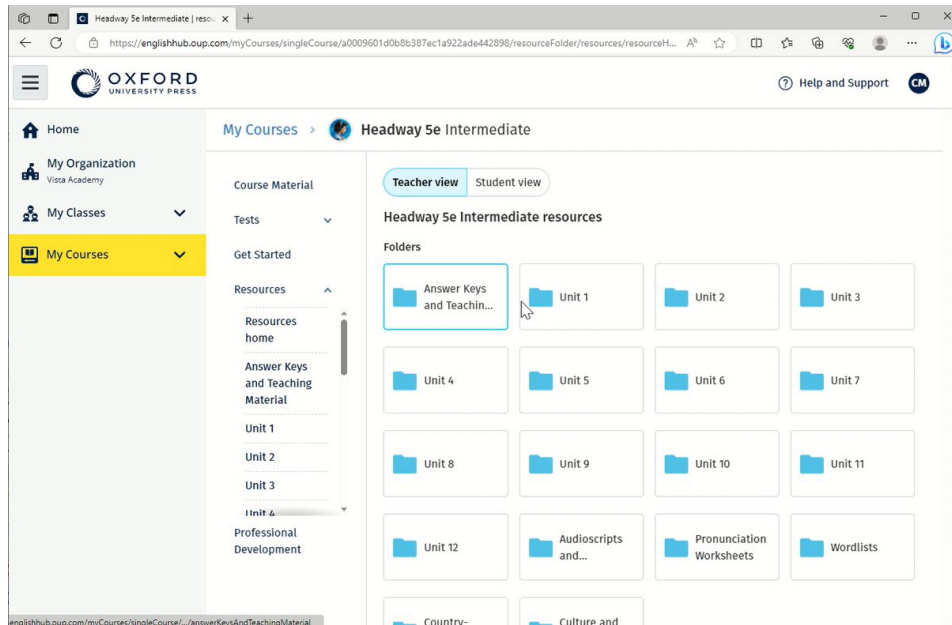 Headway 5e Intermediate | resou
https://englishhub.oup.com/myCourses/singleCourse/a0009601d0b8b387ec1a922ade442898/resourceFolder/resources/resourceH...
OXFORD
UNIVERSITY PRESS
Help and Support
CM
Home
My Organization
Vista Academy
My Classes
My Courses
My Courses > Headway 5e Intermediate
Course Material
Tests
Get Started
Resources
Resources
home
Answer Keys
and Teaching
Material
Unit 1
Unit 2
Unit 3
Unit 4
Professional
Development
Teacher view
Student view
Headway 5e Intermediate resources
Folders
Answer Keys
and Teachin...
Unit 1
Unit 2
Unit 3
Unit 4
Unit 5
Unit 6
Unit 7
Unit 8
Unit 9
Unit 10
Unit 11
Unit 12
Audioscripts
and...
Pronunciation
Worksheets
Wordlists
Country-
Culture and
englishhub.oup.com/myCourses/singleCourse/.../answerKeysAndTeachingMaterial